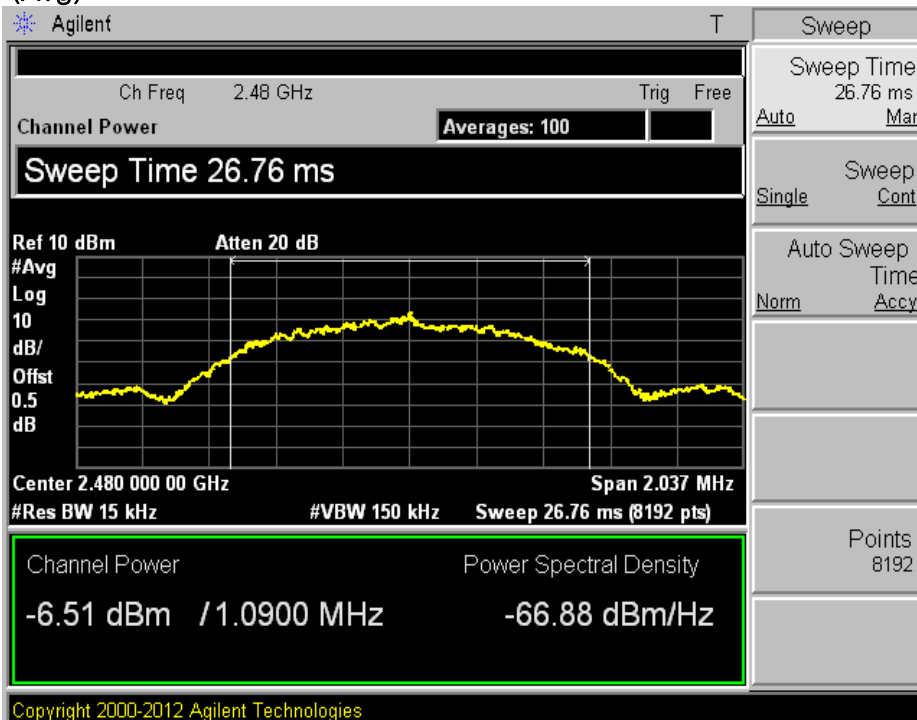 Agilent T
Ch Freq 2.48 GHz Trig Free
Channel Power Averages: 100
Sweep Time 26.76 ms
Ref 10 dBm Atten 20 dB
#Avg
Log
10
dB/
Offst
0.5
dB
Center 2.480 000 00 GHz Span 2.037 MHz
#Res BW 15 kHz #VBW 150 kHz Sweep 26.76 ms (8192 pts)
Channel Power Power Spectral Density
-6.51 dBm / 1.0900 MHz -66.88 dBm/Hz
Copyright 2000-2012 Agilent Technologies
Sweep
Sweep Time
26.76 ms
Auto Man
Sweep
Single Cont
Auto Sweep
Time
Norm Accy
Points
8192